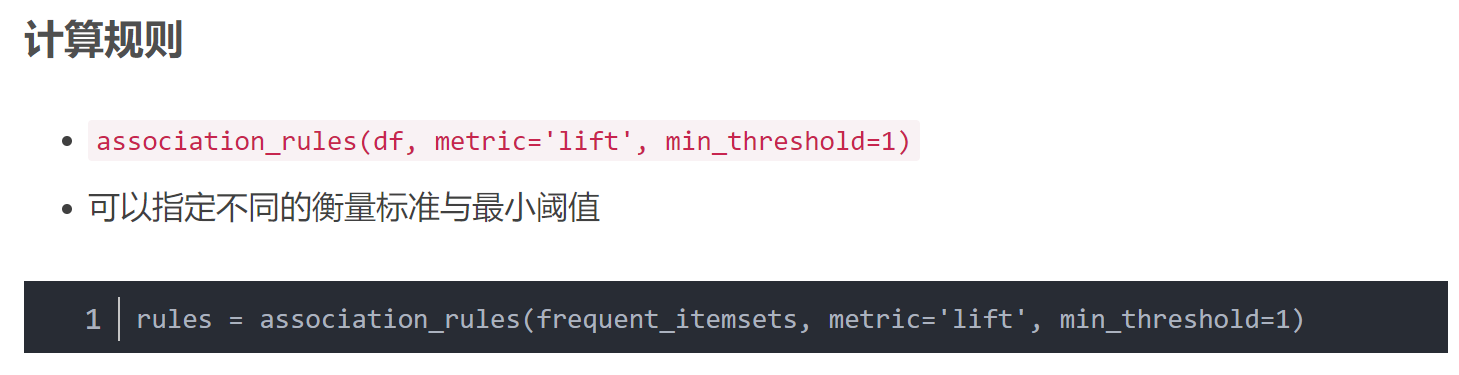 计算规则
association_rules(df, metric='lift', min_threshold=1)
可以指定不同的衡量标准与最小阈值
1 rules = association_rules(frequent_itemsets, metric='lift', min_threshold=1)